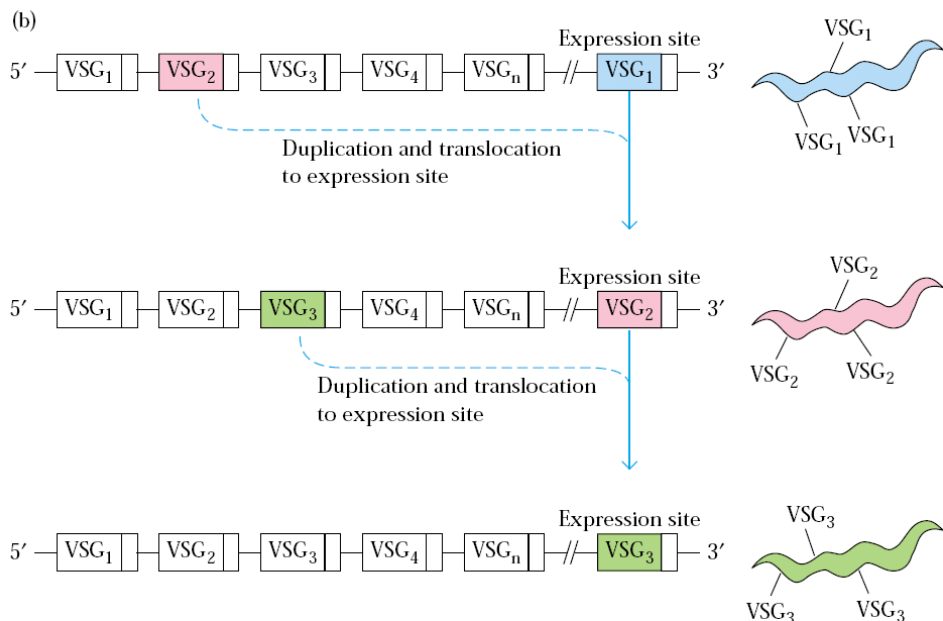 (b)
Expression site
5′ VSG₁ VSG₂ VSG₃ VSG₄ VSGₙ // VSG₁ 3′
VSG₁
VSG₁ VSG₁
Duplication and translocation
to expression site
Expression site
5′ VSG₁ VSG₂ VSG₃ VSG₄ VSGₙ // VSG₂ 3′
VSG₂
VSG₂ VSG₂
Duplication and translocation
to expression site
Expression site
5′ VSG₁ VSG₂ VSG₃ VSG₄ VSGₙ // VSG₃ 3′
VSG₃
VSG₃ VSG₃